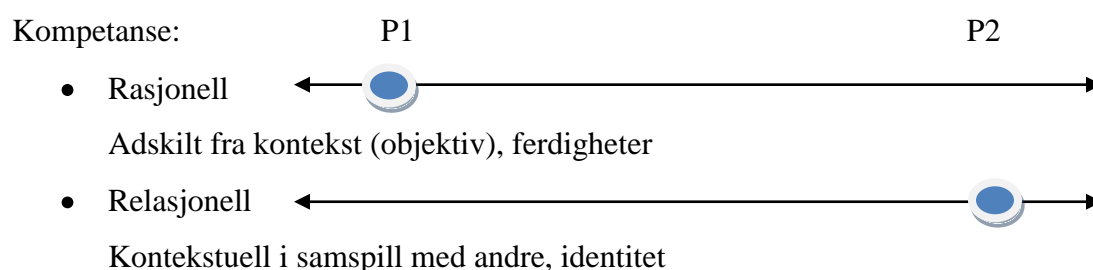 Kompetanse: P1 P2
• Rasjonell
Adskilt fra kontekst (objektiv), ferdigheter
• Relasjonell
Kontekstuell i samspill med andre, identitet